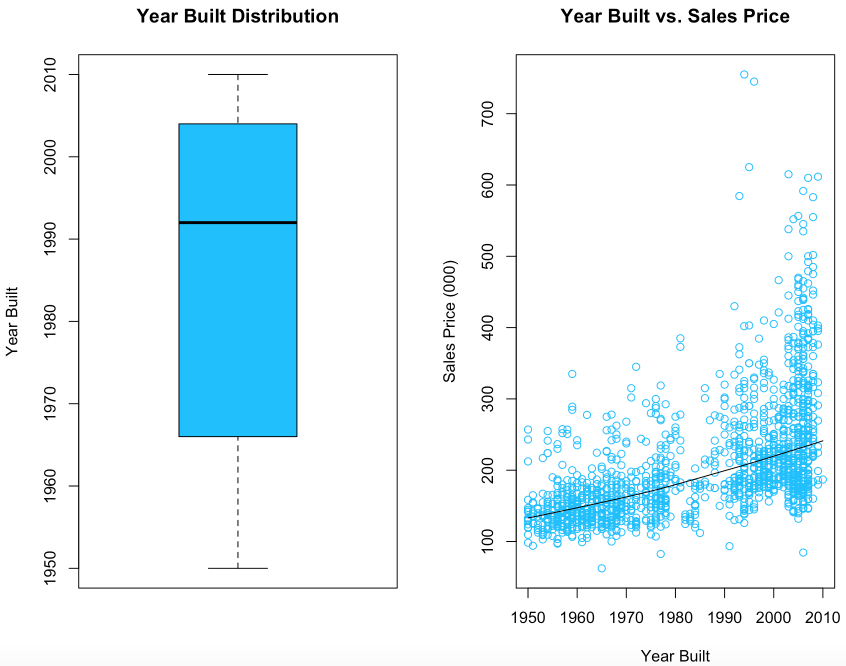 Year Built Distribution
Year Built
1950 1960 1970 1980 1990 2000 2010
Year Built vs. Sales Price
Sales Price (000)
100 200 300 400 500 600 700
1950 1960 1970 1980 1990 2000 2010
Year Built